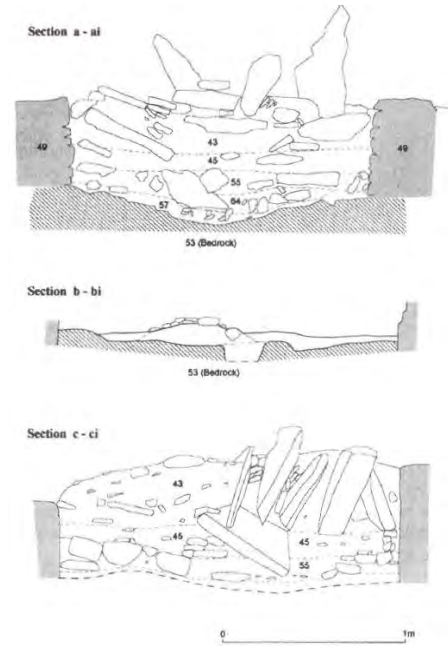 Section a - ai
43
49
49
45
55
57
64
53 (Bedrock)
Section b - bi
53 (Bedrock)
Section c - ci
43
45
45
55
0
1m